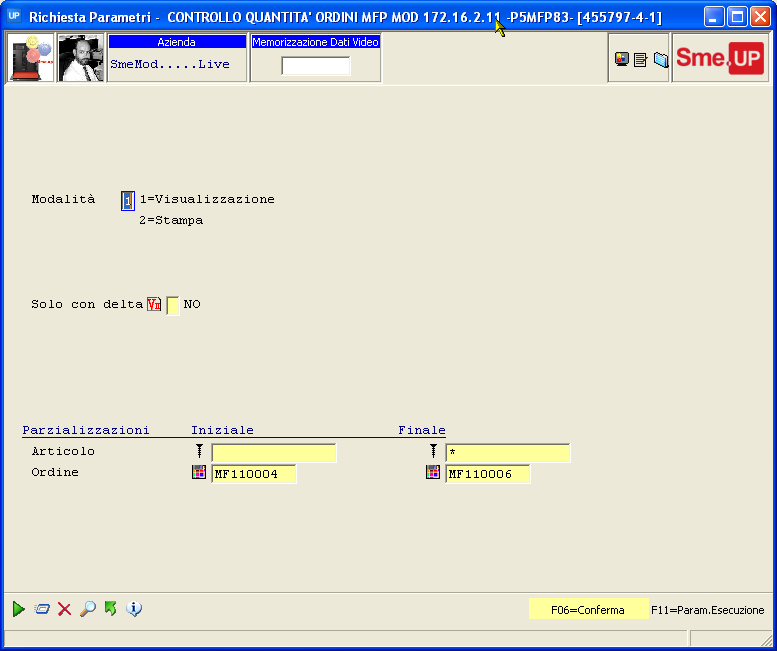 UP Richiesta Parametri - CONTROLLO QUANTITA' ORDINI MFP MOD 172.16.2.11 -P5MFP83- [455797-4-1]
Azienda
SmeMod.....Live
Memorizzazione Dati Video
Sme.UP
Modalità 1 1=Visualizzazione
2=Stampa
Solo con delta NO
Parzializzazioni Iniziale Finale
Articolo *
Ordine MF110004 MF110006
F06=Conferma F11=Param.Esecuzione